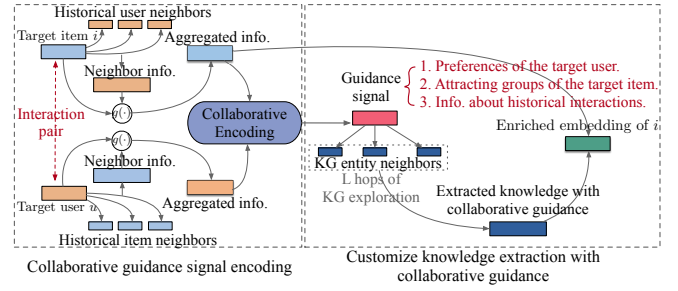 Historical user neighbors
Target item i
Aggregated info.
Neighbor info.
g(·)
Interaction
pair
Collaborative
Encoding
g(·)
Neighbor info.
Target user u
Aggregated info.
Historical item neighbors
Collaborative guidance signal encoding
Guidance
signal
1. Preferences of the target user.
2. Attracting groups of the target item.
3. Info. about historical interactions.
Enriched embedding of i
KG entity neighbors
L hops of
KG exploration
Extracted knowledge with
collaborative guidance
Customize knowledge extraction with
collaborative guidance